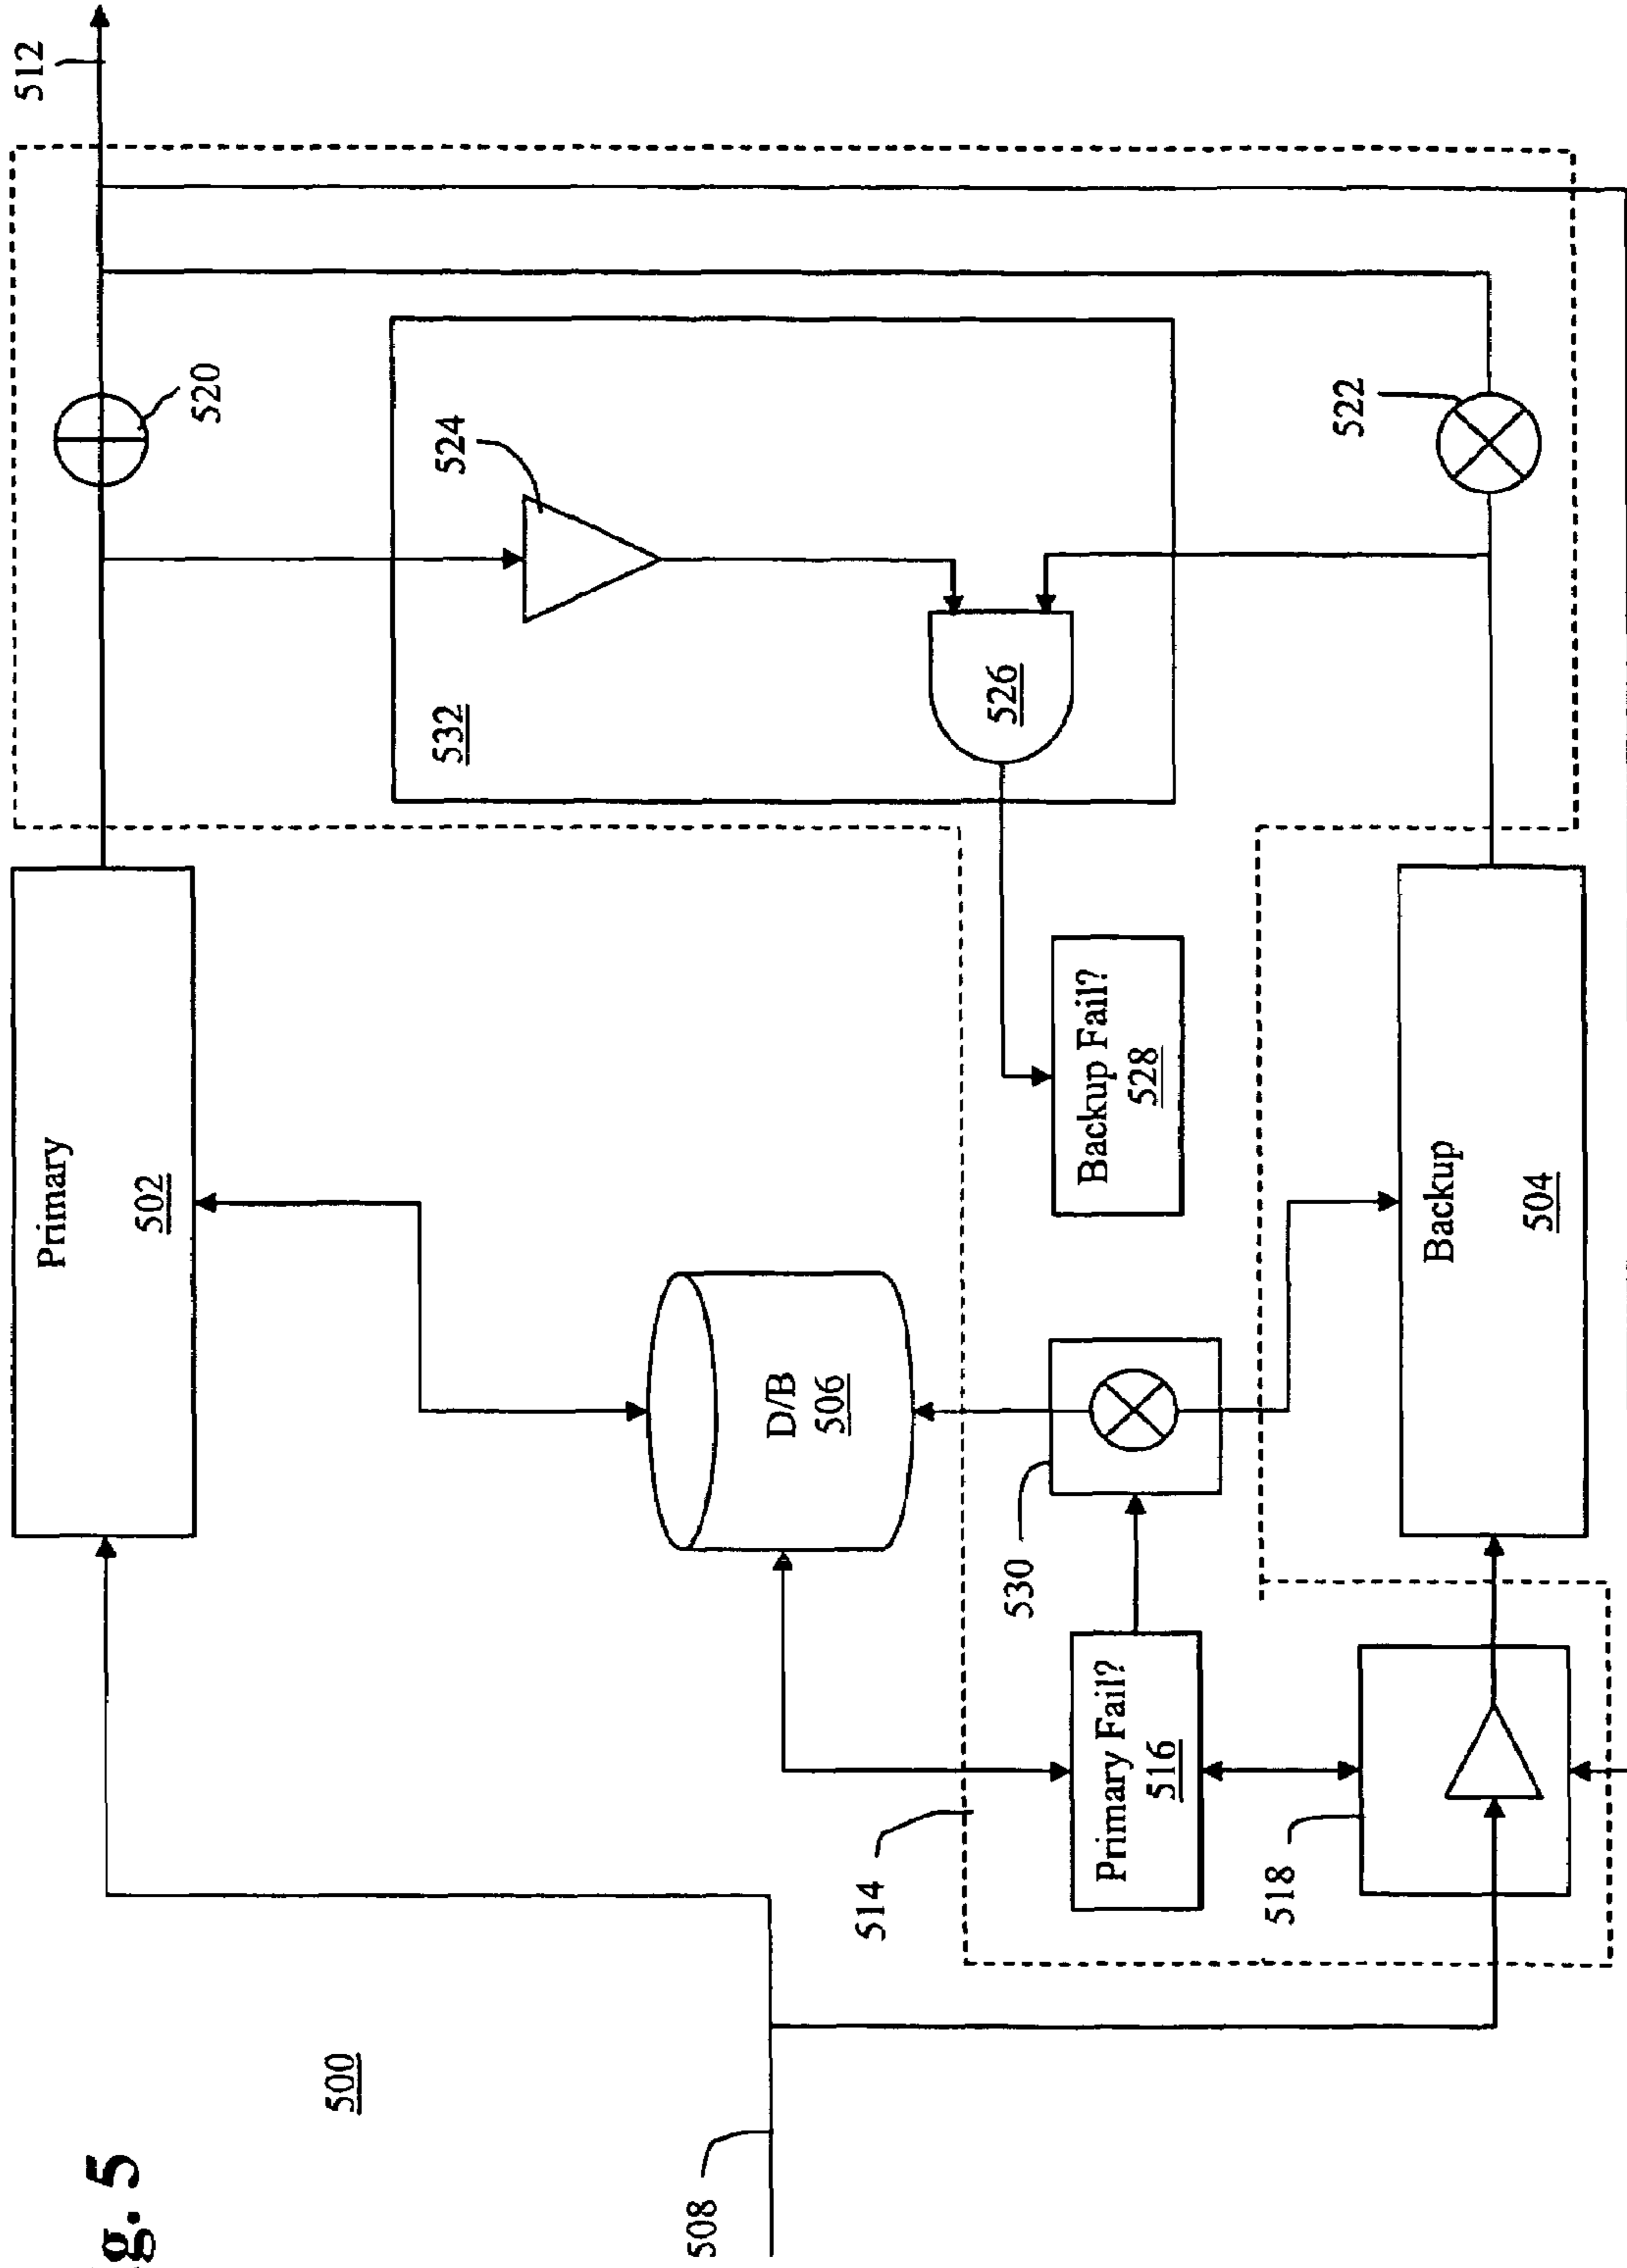 g. 5
500
508
512
Primary
502
520
524
532
526
522
D/B
506
Backup Fail?
528
530
514
Primary Fail?
516
518
Backup
504